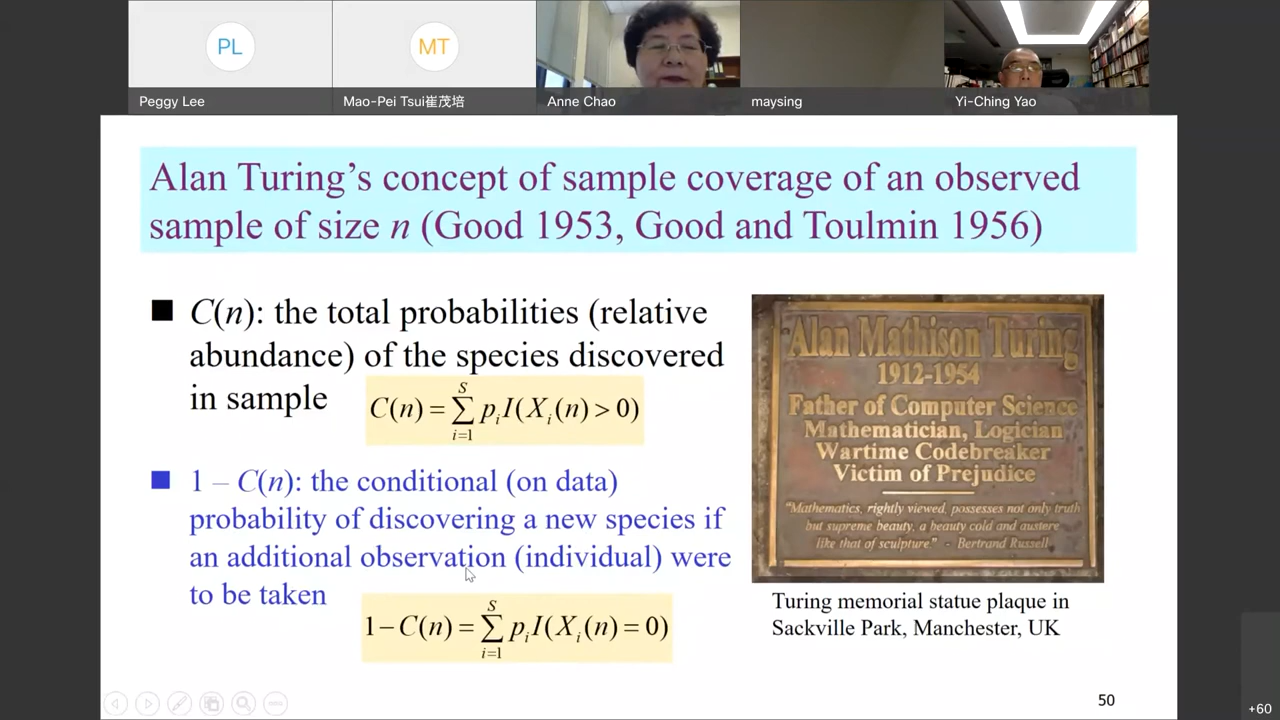 PL
MT
Peggy Lee
Mao-Pei Tsui崔茂培
Anne Chao
maysing
Yi-Ching Yao
Alan Turing’s concept of sample coverage of an observed
sample of size n (Good 1953, Good and Toulmin 1956)
C(n): the total probabilities (relative
abundance) of the species discovered
in sample
C(n) = ∑_{i=1}^{S} p_i I(X_i(n) > 0)
1 – C(n): the conditional (on data)
probability of discovering a new species if
an additional observation (individual) were
to be taken
1−C(n) = ∑_{i=1}^{S} p_i I(X_i(n) = 0)
Alan Mathison Turing
1912-1954
Father of Computer Science
Mathematician, Logician
Wartime Codebreaker
Victim of Prejudice
“Mathematics, rightly viewed, possesses not only truth
but supreme beauty, a beauty cold and austere
like that of sculpture.” - Bertrand Russell
Turing memorial statue plaque in
Sackville Park, Manchester, UK
50
+60